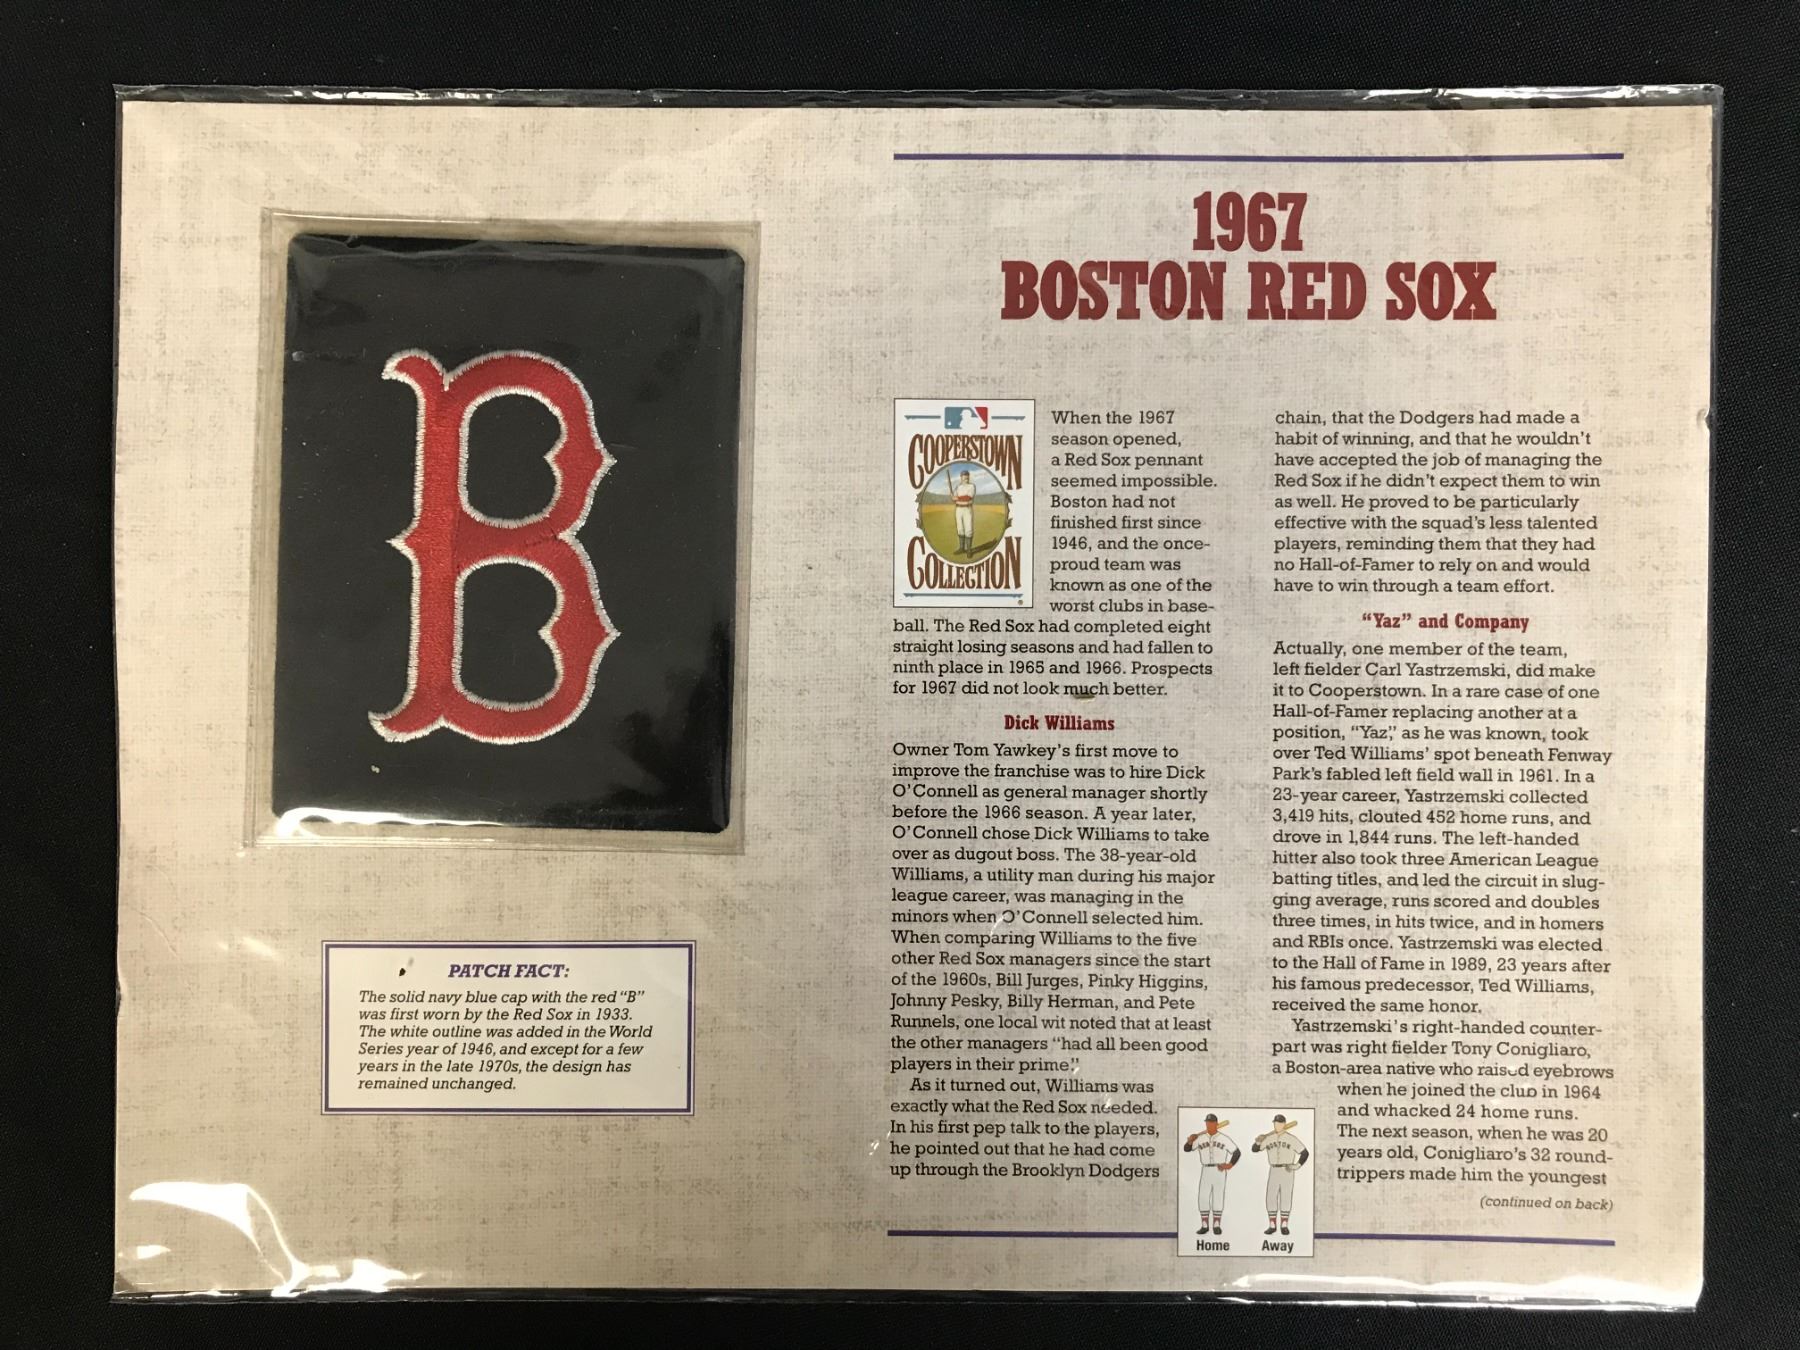 B
PATCH FACT:
The solid navy blue cap with the red “B”
was first worn by the Red Sox in 1933.
The white outline was added in the World
Series year of 1946, and except for a few
years in the late 1970s, the design has
remained unchanged.
1967
BOSTON RED SOX
COOPERSTOWN
COLLECTION
When the 1967
season opened,
a Red Sox pennant
seemed impossible.
Boston had not
finished first since
1946, and the once-
proud team was
known as one of the
worst clubs in base-
ball. The Red Sox had completed eight
straight losing seasons and had fallen to
ninth place in 1965 and 1966. Prospects
for 1967 did not look much better.
Dick Williams
Owner Tom Yawkey’s first move to
improve the franchise was to hire Dick
O’Connell as general manager shortly
before the 1966 season. A year later,
O’Connell chose Dick Williams to take
over as dugout boss. The 38-year-old
Williams, a utility man during his major
league career, was managing in the
minors when O’Connell selected him.
When comparing Williams to the five
other Red Sox managers since the start
of the 1960s, Bill Jurges, Pinky Higgins,
Johnny Pesky, Billy Herman, and Pete
Runnels, one local wit noted that at least
the other managers “had all been good
players in their prime.”
As it turned out, Williams was
exactly what the Red Sox needed.
In his first pep talk to the players,
he pointed out that he had come
up through the Brooklyn Dodgers
chain, that the Dodgers had made a
habit of winning, and that he wouldn’t
have accepted the job of managing the
Red Sox if he didn’t expect them to win
as well. He proved to be particularly
effective with the squad’s less talented
players, reminding them that they had
no Hall-of-Famer to rely on and would
have to win through a team effort.
“Yaz” and Company
Actually, one member of the team,
left fielder Carl Yastrzemski, did make
it to Cooperstown. In a rare case of one
Hall-of-Famer replacing another at a
position, “Yaz,” as he was known, took
over Ted Williams’ spot beneath Fenway
Park’s fabled left field wall in 1961. In a
23-year career, Yastrzemski collected
3,419 hits, clouted 452 home runs, and
drove in 1,844 runs. The left-handed
hitter also took three American League
batting titles, and led the circuit in slug-
ging average, runs scored and doubles
three times, in hits twice, and in homers
and RBIs once. Yastrzemski was elected
to the Hall of Fame in 1989, 23 years after
his famous predecessor, Ted Williams,
received the same honor.
Yastrzemski’s right-handed counter-
part was right fielder Tony Conigliaro,
a Boston-area native who raised eyebrows
when he joined the club in 1964
and whacked 24 home runs.
The next season, when he was 20
years old, Conigliaro’s 32 round-
trippers made him the youngest
(continued on back)
RED SOX
BOSTON
Home
Away